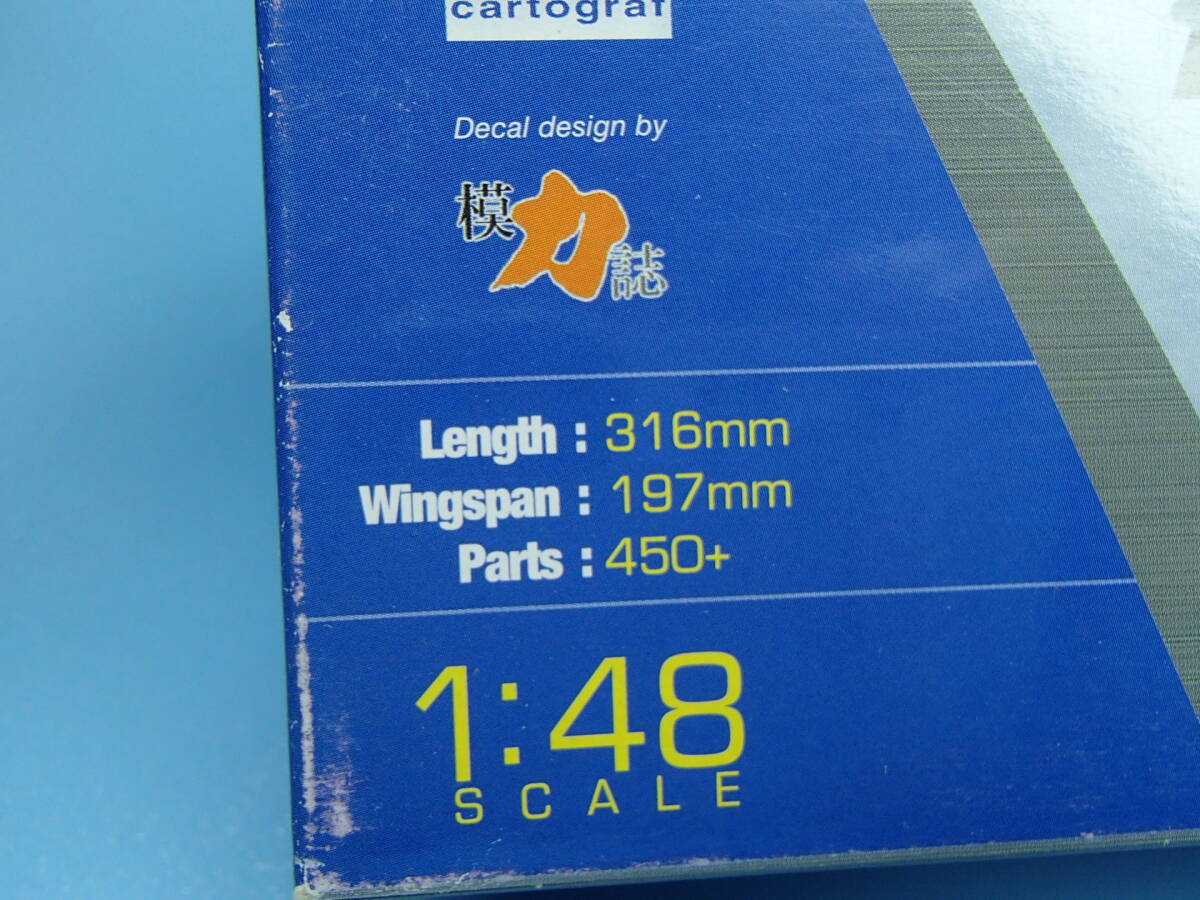 cartograf
Decal design by
模力誌
Length : 316mm
Wingspan : 197mm
Parts : 450+
1:48
SCALE